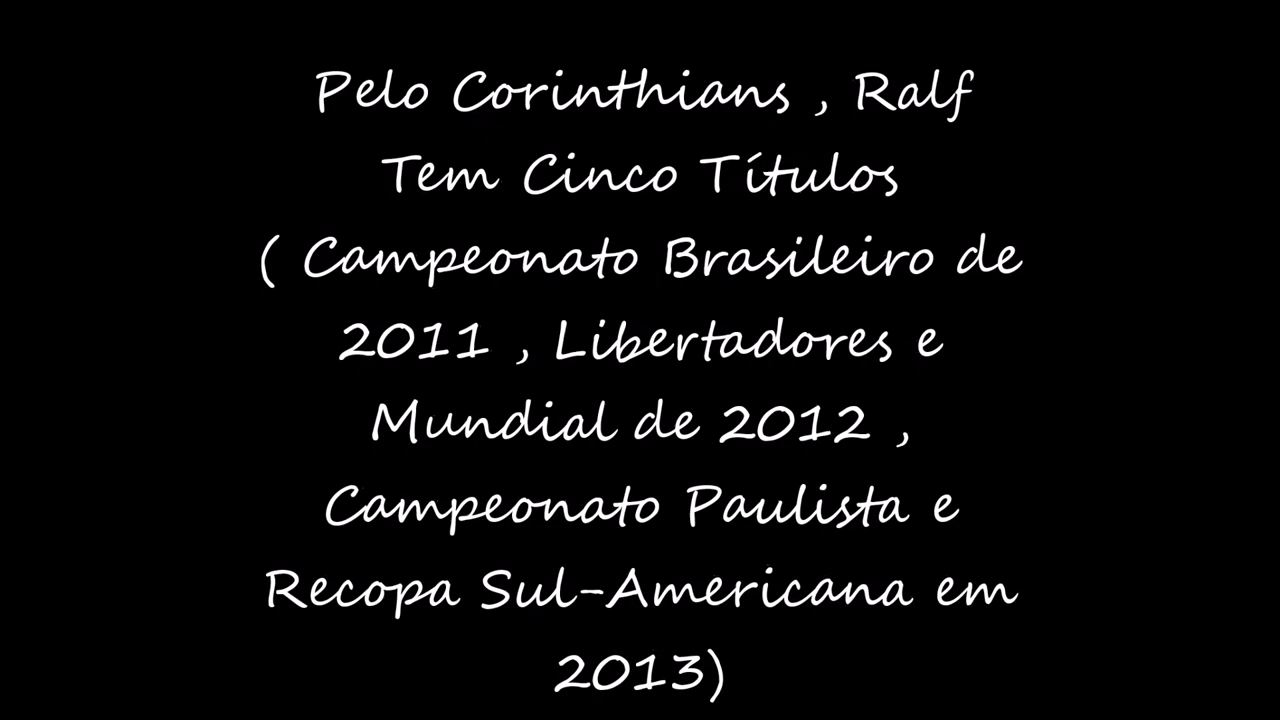 Pelo Corinthians , Ralf
Tem Cinco Títulos
( Campeonato Brasileiro de
2011 , Libertadores e
Mundial de 2012 ,
Campeonato Paulista e
Recopa Sul-Americana em
2013)